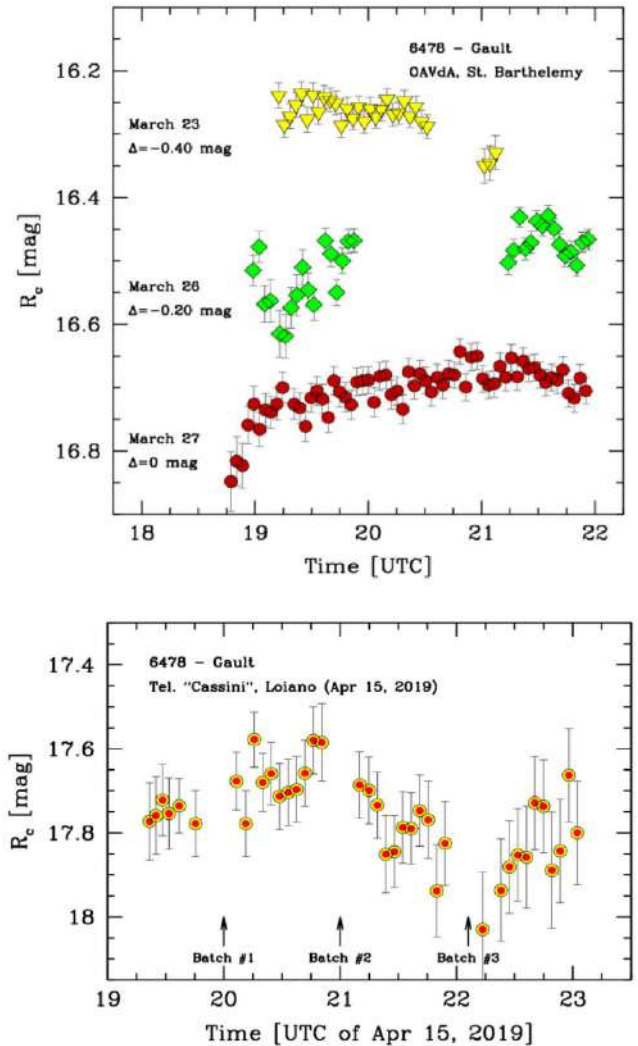 6478 – Gault
OAVdA, St. Barthelemy
16.2
March 23
Δ=−0.40 mag
16.4
R_c [mag]
March 26
Δ=−0.20 mag
16.6
March 27
Δ=0 mag
16.8
18 19 20 21 22
Time [UTC]
17.4
6478 – Gault
Tel. "Cassini", Loiano (Apr 15, 2019)
17.6
R_c [mag]
17.8
18
Batch #1 Batch #2 Batch #3
19 20 21 22 23
Time [UTC of Apr 15, 2019]